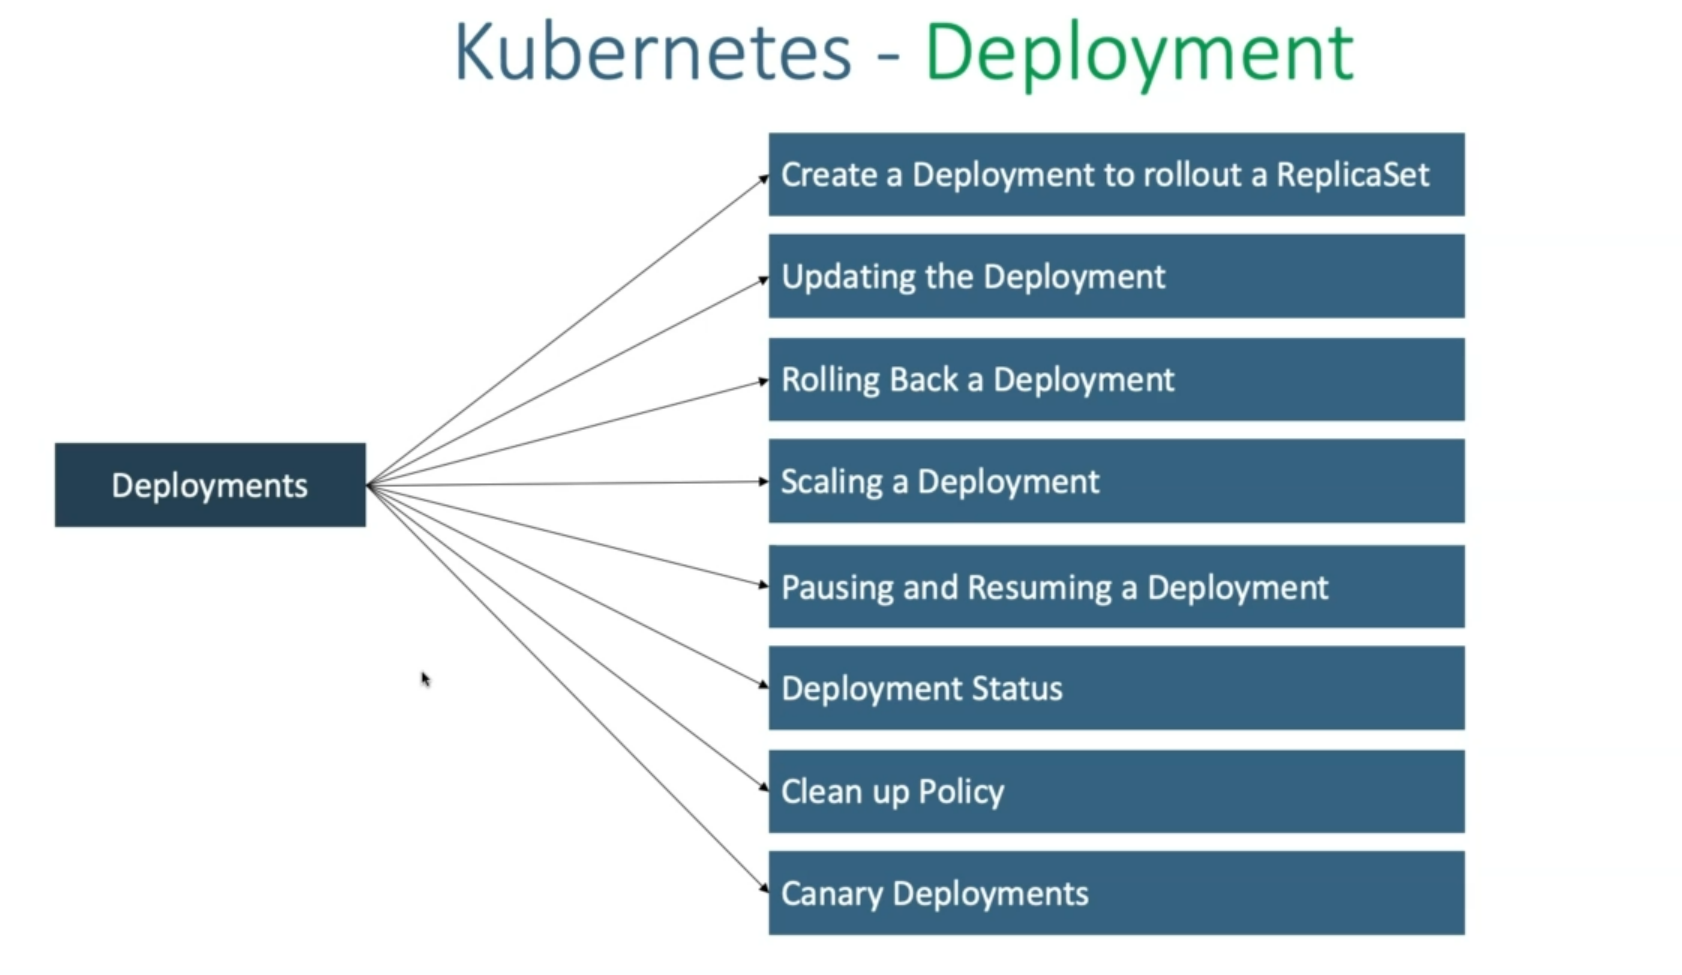 Kubernetes - Deployment
Deployments
Create a Deployment to rollout a ReplicaSet
Updating the Deployment
Rolling Back a Deployment
Scaling a Deployment
Pausing and Resuming a Deployment
Deployment Status
Clean up Policy
Canary Deployments